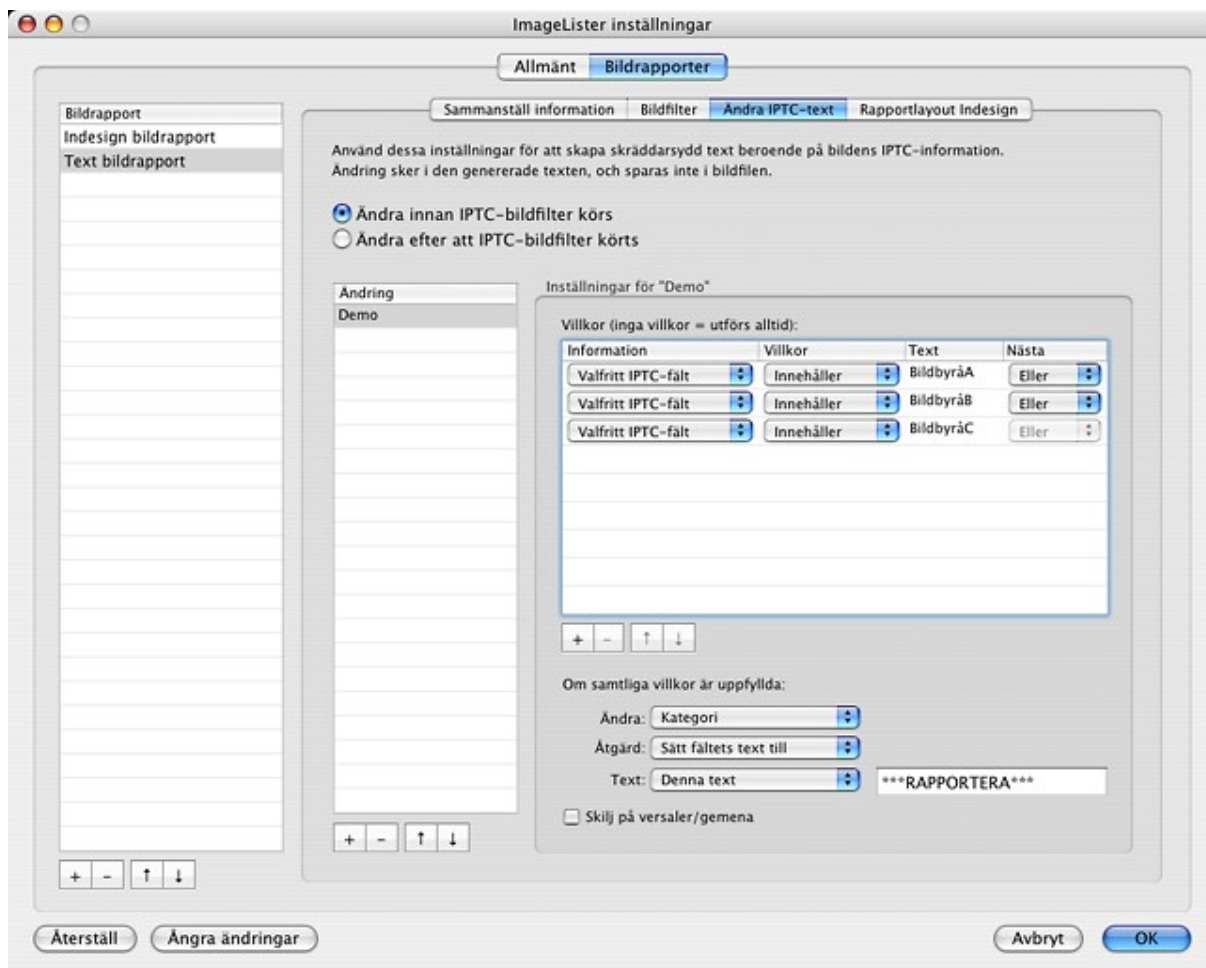 ImageLister inställningar
Allmänt Bildrapporter
Bildrapport
Indesign bildrapport
Text bildrapport
Sammanställ information Bildfilter Ändra IPTC-text Rapportlayout Indesign
Använd dessa inställningar för att skapa skräddarsydd text beroende på bildens IPTC-information.
Ändring sker i den genererade texten, och sparas inte i bildfilen.
Ändra innan IPTC-bildfilter körs
Ändra efter att IPTC-bildfilter körts
Ändring
Demo
Inställningar för "Demo"
Villkor (inga villkor = utförs alltid):
Information Villkor Text Nästa
Valfritt IPTC-fält Innehåller BildbyråA Eller
Valfritt IPTC-fält Innehåller BildbyråB Eller
Valfritt IPTC-fält Innehåller BildbyråC Eller
+ - ↑ ↓
Om samtliga villkor är uppfyllda:
Ändra: Kategori
Åtgärd: Sätt fältets text till
Text: Denna text ***RAPPORTERA***
Skilj på versaler/gemena
+ - ↑ ↓
+ - ↑ ↓
Återställ Ångra ändringar Avbryt OK